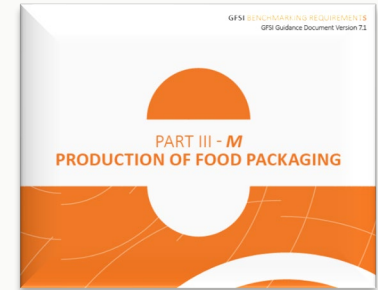 GFSI BENCHMARKING REQUIREMENTS
GFSI Guidance Document Version 7.1
PART III - M
PRODUCTION OF FOOD PACKAGING